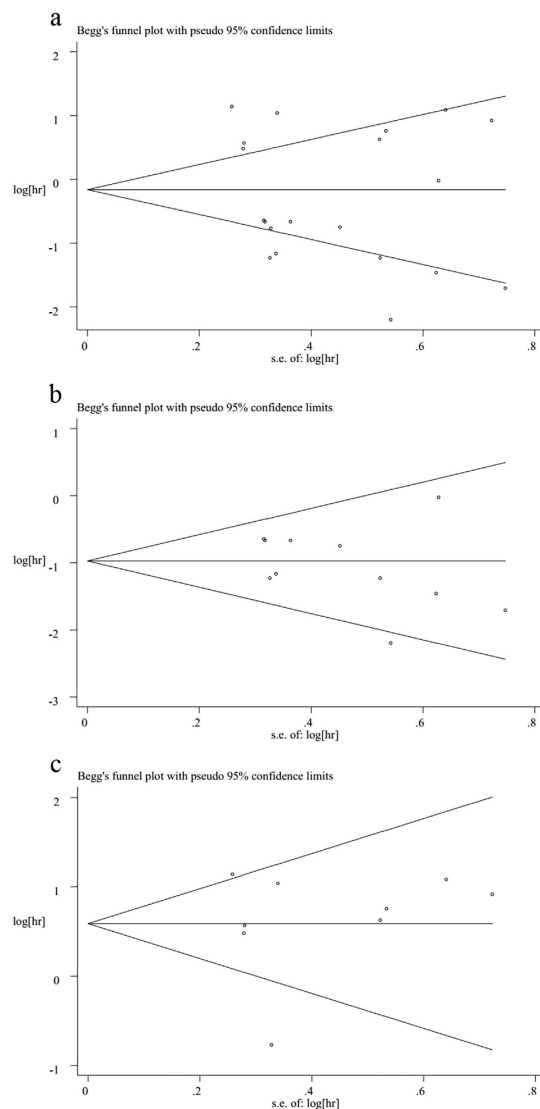 a
Begg's funnel plot with pseudo 95% confidence limits
2
1
0
log[hr]
-1
-2
0 .2 .4 .6 .8
s.e. of: log[hr]
b
Begg's funnel plot with pseudo 95% confidence limits
1
0
log[hr]
-1
-2
-3
0 .2 .4 .6 .8
s.e. of: log[hr]
c
Begg's funnel plot with pseudo 95% confidence limits
2
1
log[hr]
0
-1
0 .2 .4 .6 .8
s.e. of: log[hr]